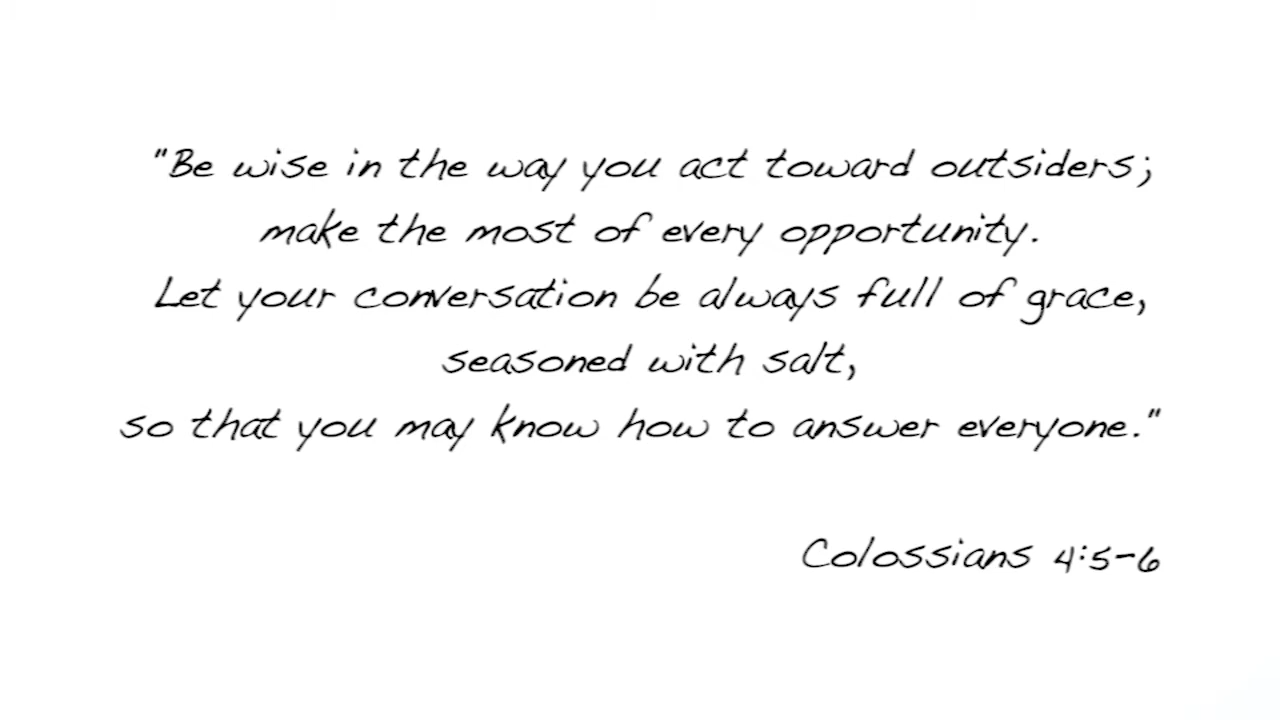 "Be wise in the way you act toward outsiders;
make the most of every opportunity.
Let your conversation be always full of grace,
seasoned with salt,
so that you may know how to answer everyone."
Colossians 4:5-6